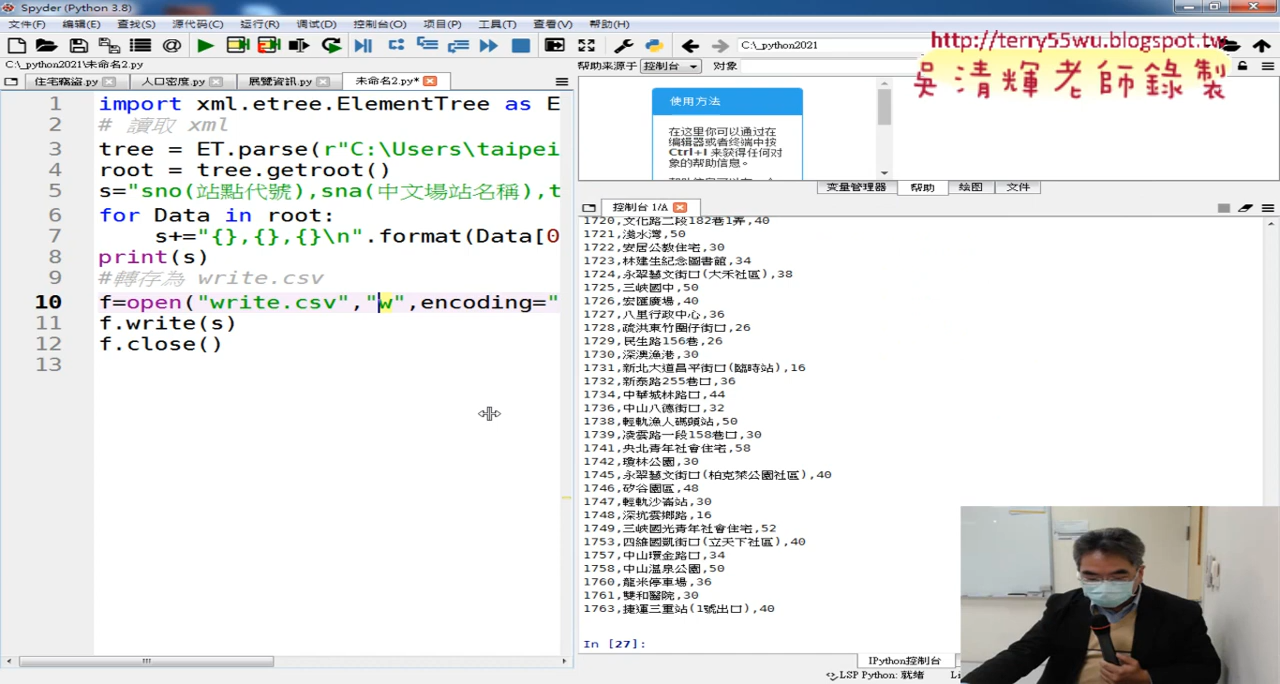 Spyder (Python 3.8)
文件(F) 编辑(E) 查找(S) 源代码(C) 运行(R) 调试(D) 控制台(O) 项目(P) 工具(T) 查看(V) 帮助(H)
C:\_python2021
http://terry55wu.blogspot.tw
吳清輝老師錄製
C:\_python2021\未命名2.py
帮助来源于 控制台 对象
住宅竊盜.py 人口密度.py 展覽資訊.py 未命名2.py*
1 import xml.etree.ElementTree as E
2 # 讀取 xml
3 tree = ET.parse(r"C:\Users\taipei
4 root = tree.getroot()
5 s="sno(站點代號),sna(中文場站名稱),t
6 for Data in root:
7 s+="{},{},{}\n".format(Data[0
8 print(s)
9 #轉存為 write.csv
10 f=open("write.csv","w",encoding="
11 f.write(s)
12 f.close()
13
使用方法
在这里你可以通过在
编辑器或者终端中按
Ctrl+I 来获得任何对
象的帮助信息。
变量管理器 帮助 绘图 文件
控制台 1/A
1720,文化路二段182巷1弄,40
1721,淺水灣,50
1722,安居公教住宅,30
1723,林建生紀念圖書館,34
1724,永翠藝文街口(大禾社區),38
1725,三峽國中,50
1726,宏匯廣場,40
1727,八里行政中心,36
1728,疏洪東竹圍仔街口,26
1729,民生路156巷,26
1730,深澳漁港,30
1731,新北大道昌平街口(臨時站),16
1732,新泰路255巷口,36
1734,中華城林路口,44
1736,中山八德街口,32
1738,輕軌漁人碼頭站,50
1739,凌雲路一段158巷口,30
1741,央北青年社會住宅,58
1742,瓊林公園,30
1745,永翠藝文街口(柏克萊公園社區),40
1746,矽谷園區,48
1747,輕軌沙崙站,30
1748,深坑雲鄉路,16
1749,三峽國光青年社會住宅,52
1753,四維國凱街口(立天下社區),40
1757,中山環金路口,34
1758,中山溫泉公園,50
1760,龍米停車場,36
1761,雙和醫院,30
1763,捷運三重站(1號出口),40
In [27]:
IPython控制台
LSP Python: 就绪